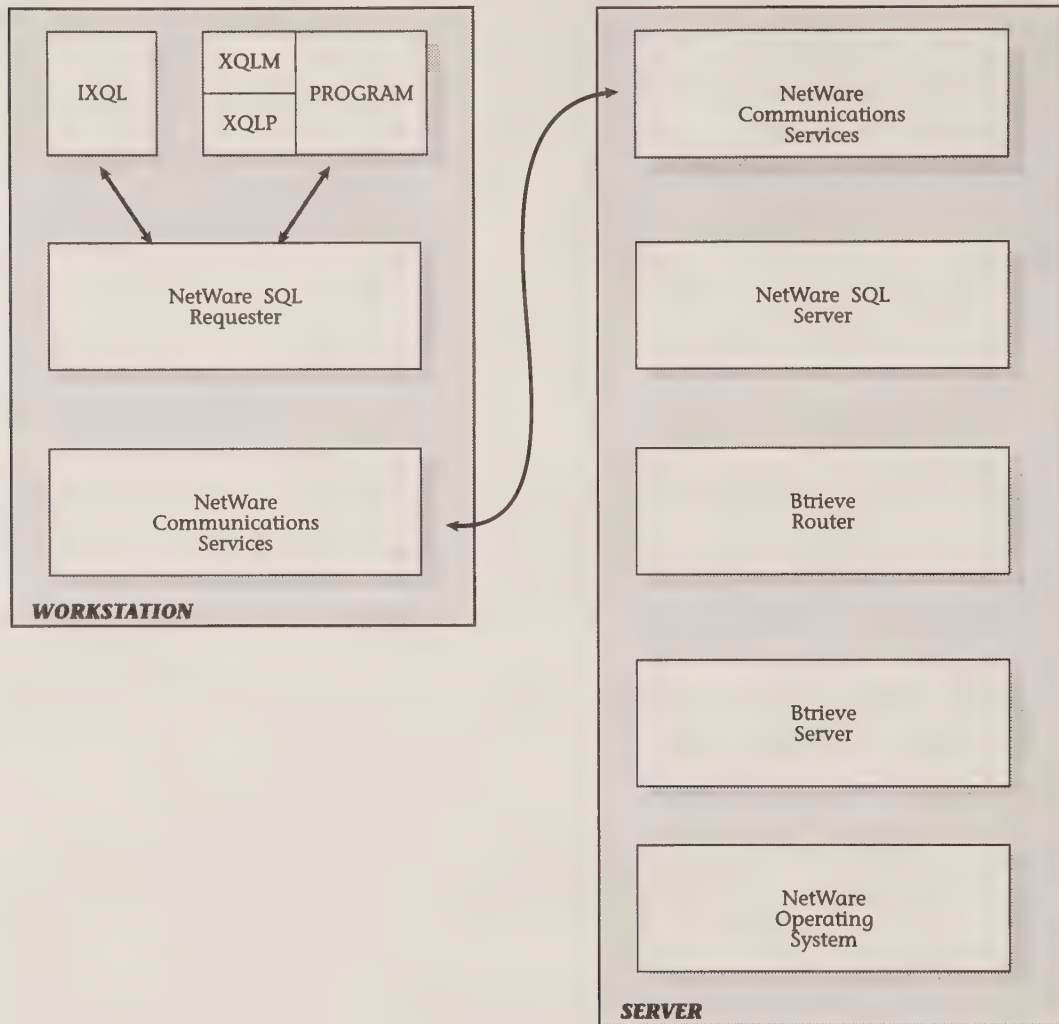 IXQL
XQLM
XQLP
PROGRAM
NetWare SQL
Requester
NetWare
Communications
Services
WORKSTATION
NetWare
Communications
Services
NetWare SQL
Server
Btrieve
Router
Btrieve
Server
NetWare
Operating
System
SERVER